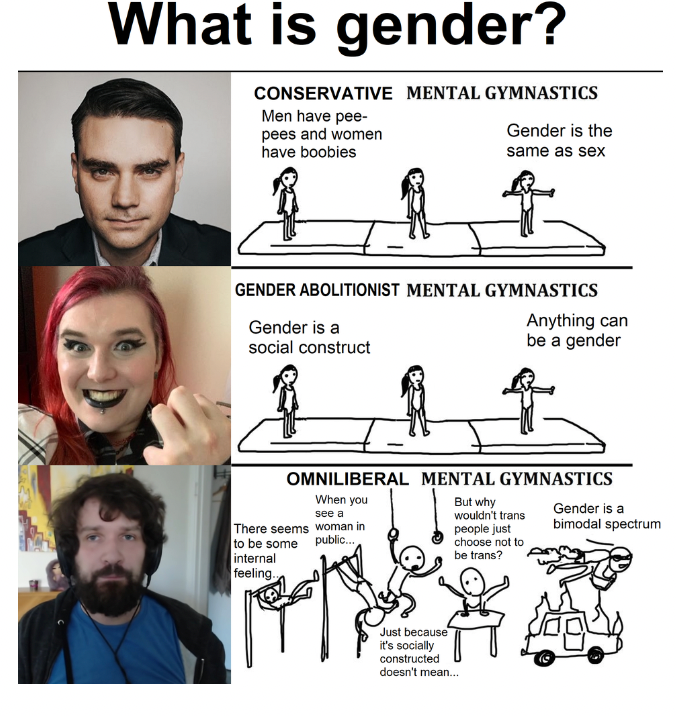 What is gender?
CONSERVATIVE MENTAL GYMNASTICS
Men have pee-
pees and women
have boobies
Gender is the
same as sex
GENDER ABOLITIONIST MENTAL GYMNASTICS
Gender is a
social construct
Anything can
be a gender
OMNILIBERAL MENTAL GYMNASTICS
There seems
to be some
internal
feeling...
When you
see a
woman in
public...
Just because
it's socially
constructed
doesn't mean...
But why
wouldn't trans
people just
choose not to
be trans?
Gender is a
bimodal spectrum